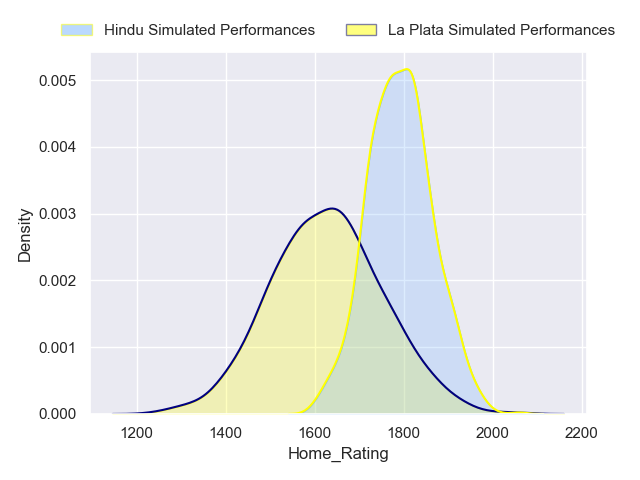 Hindu Simulated Performances La Plata Simulated Performances
0.005
0.004
0.003
0.002
0.001
0.000
Density
1200 1400 1600 1800 2000 2200
Home_Rating